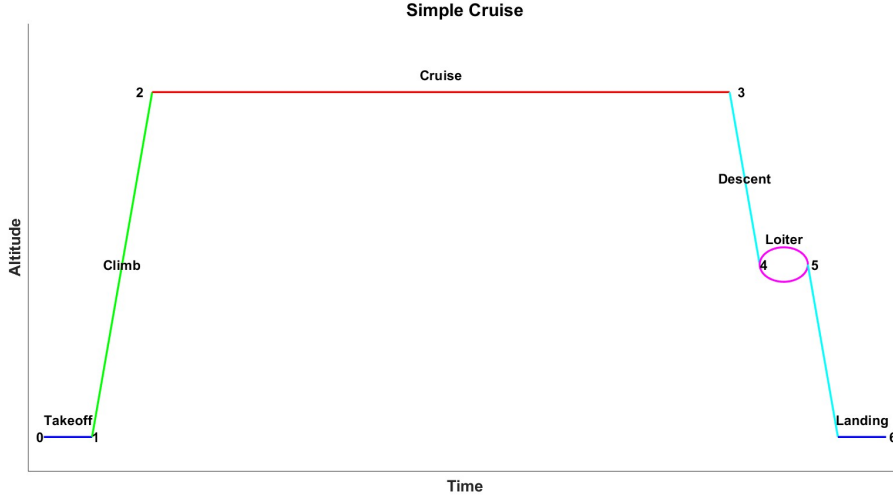 Simple Cruise
Cruise
2
3
Descent
Loiter
Climb
4
5
Takeoff
Landing
0
1
6
Altitude
Time